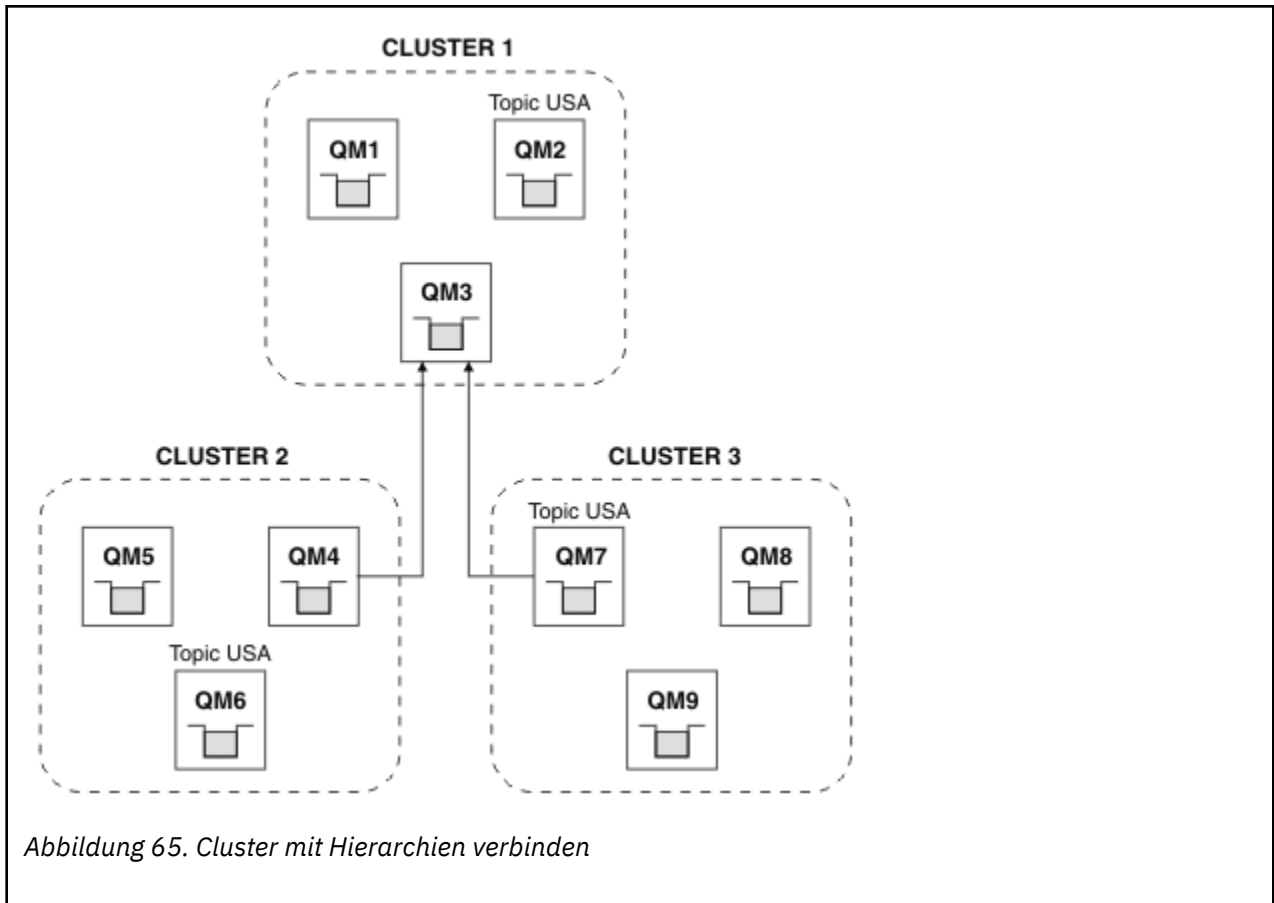 CLUSTER 1
Topic USA
QM1
QM2
QM3
CLUSTER 2
CLUSTER 3
Topic USA
QM5
QM4
QM7
QM8
Topic USA
QM6
QM9
Abbildung 65. Cluster mit Hierarchien verbinden